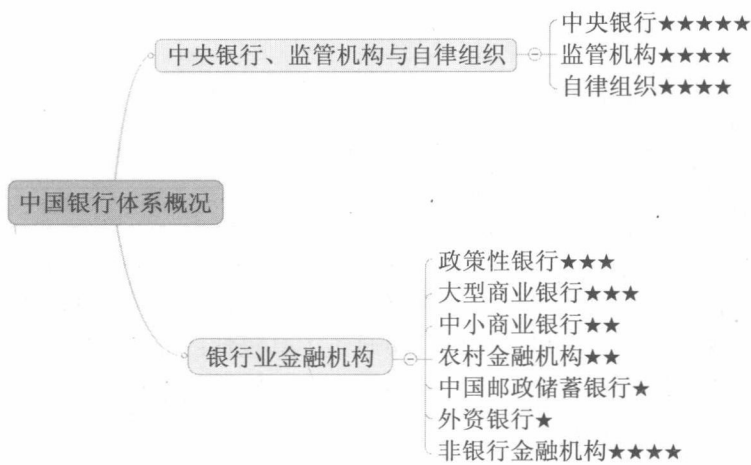 中央银行、监管机构与自律组织
中央银行★★★★★
监管机构★★★★
自律组织★★★★
中国银行体系概况
银行业金融机构
政策性银行★★★
大型商业银行★★★
中小商业银行★★
农村金融机构★★
中国邮政储蓄银行★
外资银行★
非银行金融机构★★★★